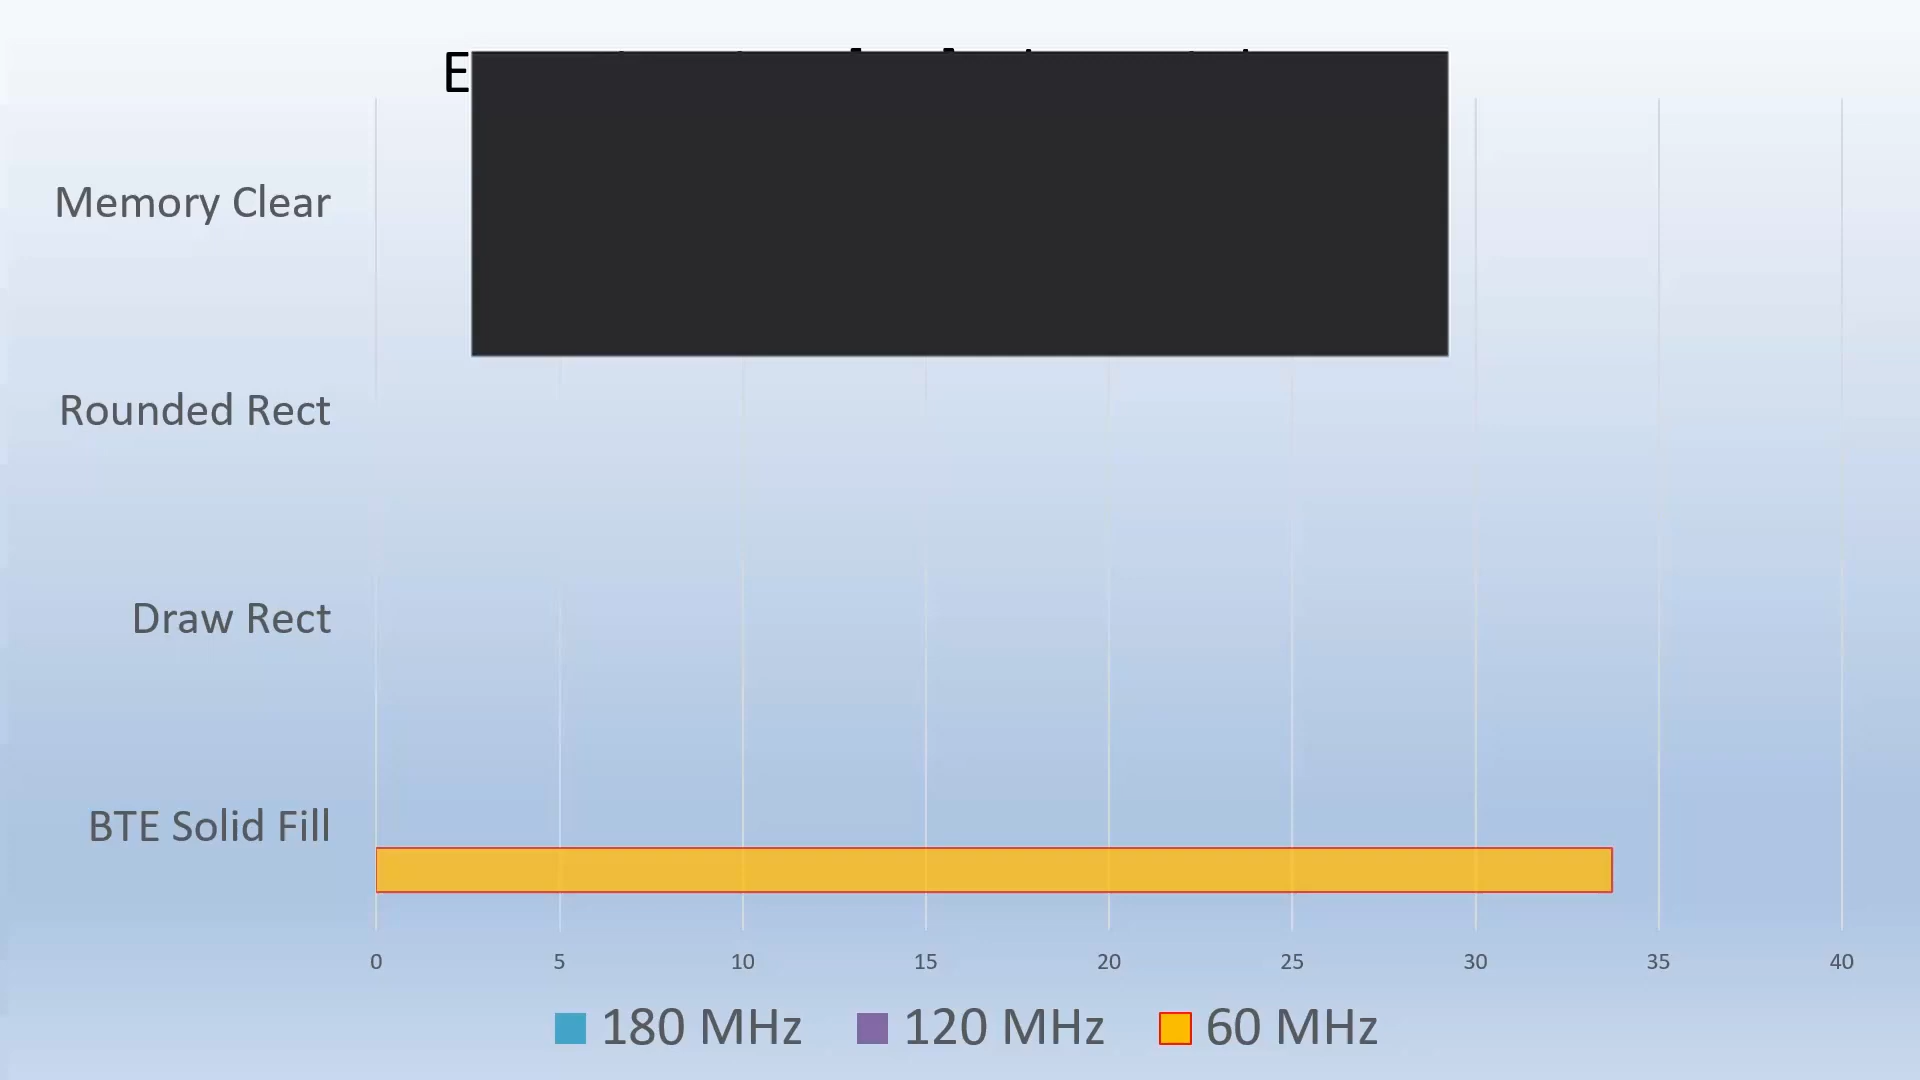 Memory Clear
Rounded Rect
Draw Rect
BTE Solid Fill
0 5 10 15 20 25 30 35 40
180 MHz 120 MHz 60 MHz